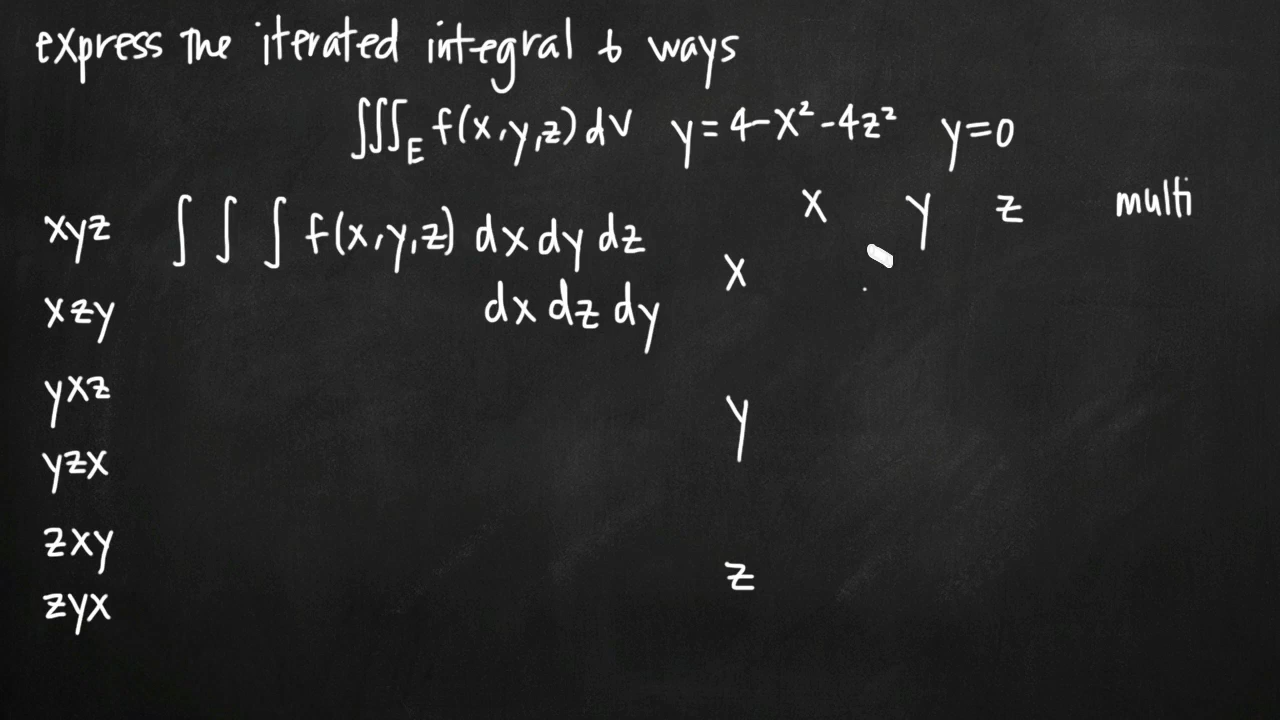 express the iterated integral 6 ways
∭_E f(x,y,z) dV y=4-x²-4z² y=0
x y z multi
xyz ∫ ∫ ∫ f(x,y,z) dx dy dz
x
xzy dx dz dy
yxz
y
yzx
zxy
z
zyx